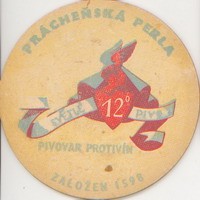 PRÁCHEŇSKÁ PERLA
SVĚTLÉ 12° PIVO
PIVOVAR PROTIVÍN
ZALOŽEN 1598